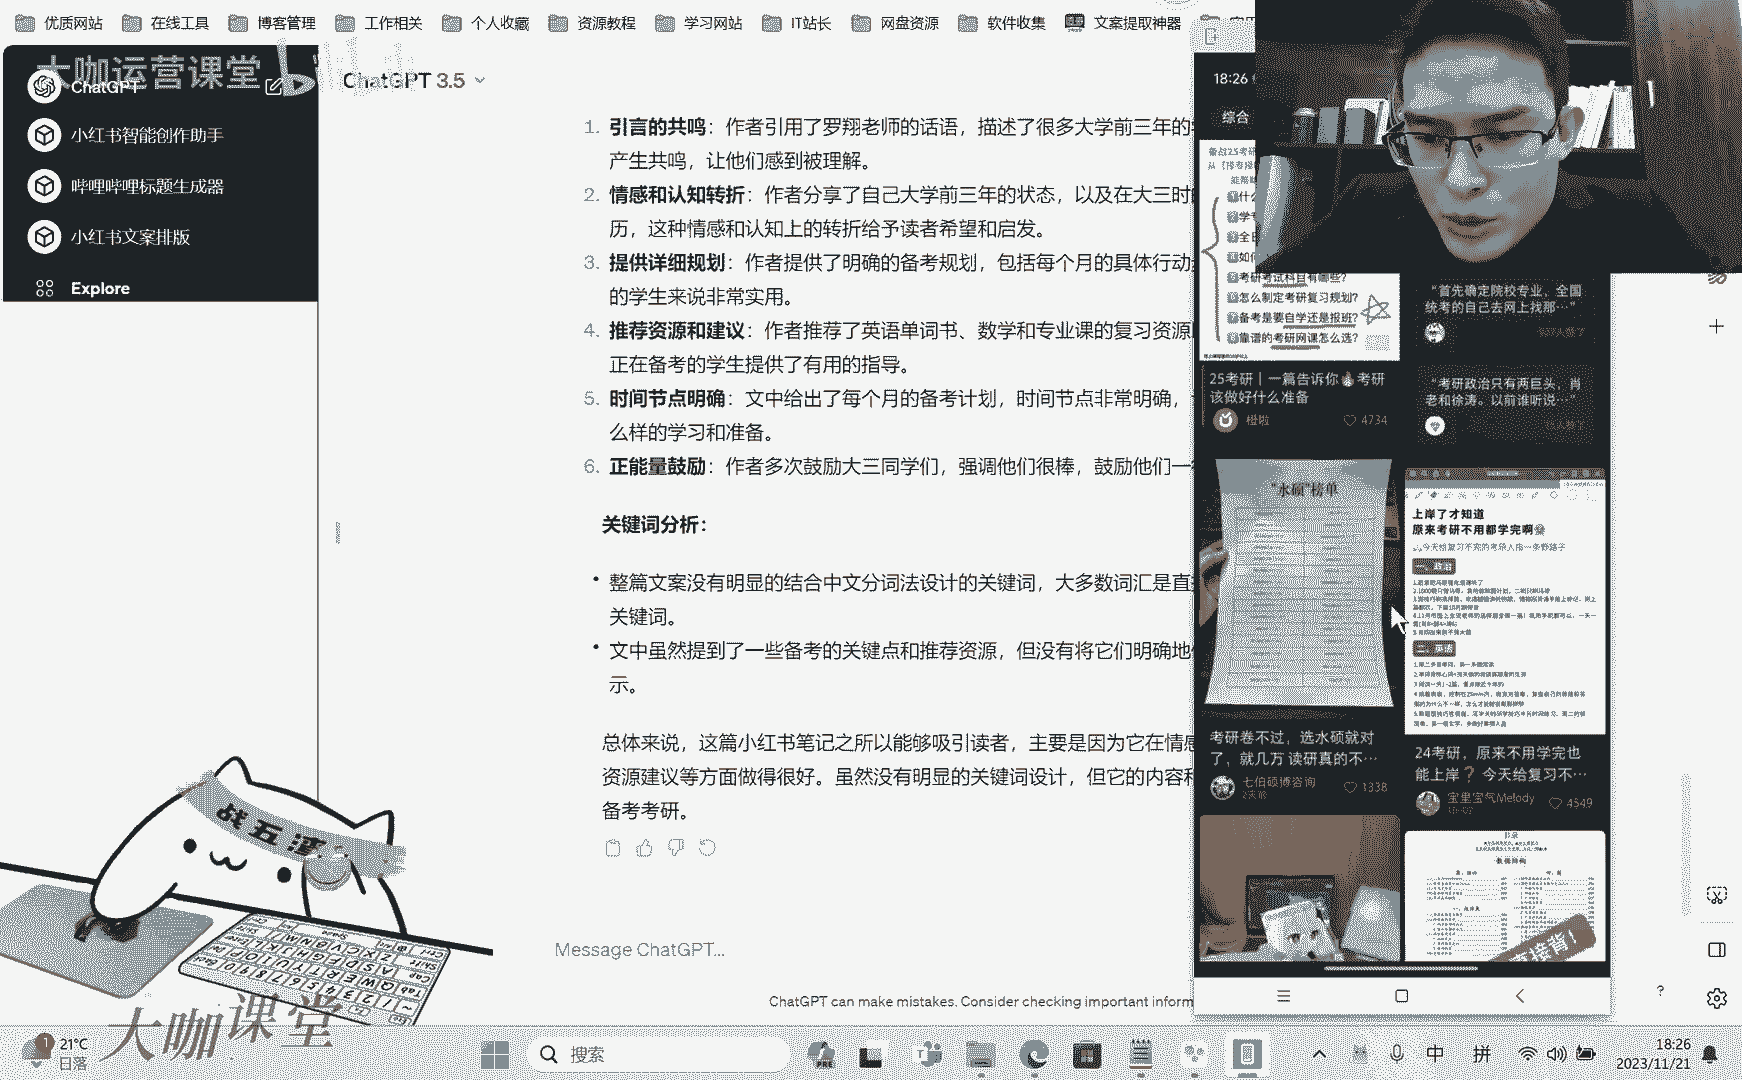 优质网站
在线工具
博客管理
工作相关
个人收藏
资源教程
学习网站
IT站长
网盘资源
软件收集
文案提取神器
大咖运营课堂
ChatGPT
小红书智能创作助手
哔哩哔哩标题生成器
小红书文案排版
Explore
ChatGPT 3.5
1. 引言的共鸣：作者引用了罗翔老师的话语，描述了很多大学前三年的
产生共鸣，让他们感到被理解。
2. 情感和认知转折：作者分享了自己大学前三年的状态，以及在大三时
历，这种情感和认知上的转折给予读者希望和启发。
3. 提供详细规划：作者提供了明确的备考规划，包括每个月的具体行动
的学生来说非常实用。
4. 推荐资源和建议：作者推荐了英语单词书、数学和专业课的复习资源
正在备考的学生提供了有用的指导。
5. 时间节点明确：文中给出了每个月的备考计划，时间节点非常明确，
么样的学习和准备。
6. 正能量鼓励：作者多次鼓励大三同学们，强调他们很棒，鼓励他们一
关键词分析：
• 整篇文案没有明显的结合中文分词法设计的关键词，大多数词汇是直
关键词。
• 文中虽然提到了一些备考的关键点和推荐资源，但没有将它们明确地
示。
总体来说，这篇小红书笔记之所以能够吸引读者，主要是因为它在情感
资源建议等方面做得很好。虽然没有明显的关键词设计，但它的内容和
备考考研。
Message ChatGPT...
ChatGPT can make mistakes. Consider checking important inform
18:26
综合
备战25考研
考研考试科目有哪些?
怎么制定考研复习规划?
备考是要自学还是报班?
靠谱的考研网课怎么选?
25考研｜一篇告诉你🔥考研
该做好什么准备
橙啦
4734
“首先确定院校专业，全国
统考的自己去网上找那…”
“考研政治只有两巨头，肖
老和徐涛。以前谁听说…”
“水硕”榜单
考研卷不过，选水硕就对
了，就几万 读研真的不…
七伯硕博咨询
2天前
1338
上岸了才知道
原来考研不用都学完啊
今天给复习不完的考研人指一条野路子
一、政治
二、英语
24考研，原来不用学完也
能上岸？ 今天给复习不…
宝里宝气Melody
4549
目录
直接背!
战五渣
大咖课堂
21°C
日落
搜索
中
拼
18:26
2023/11/21